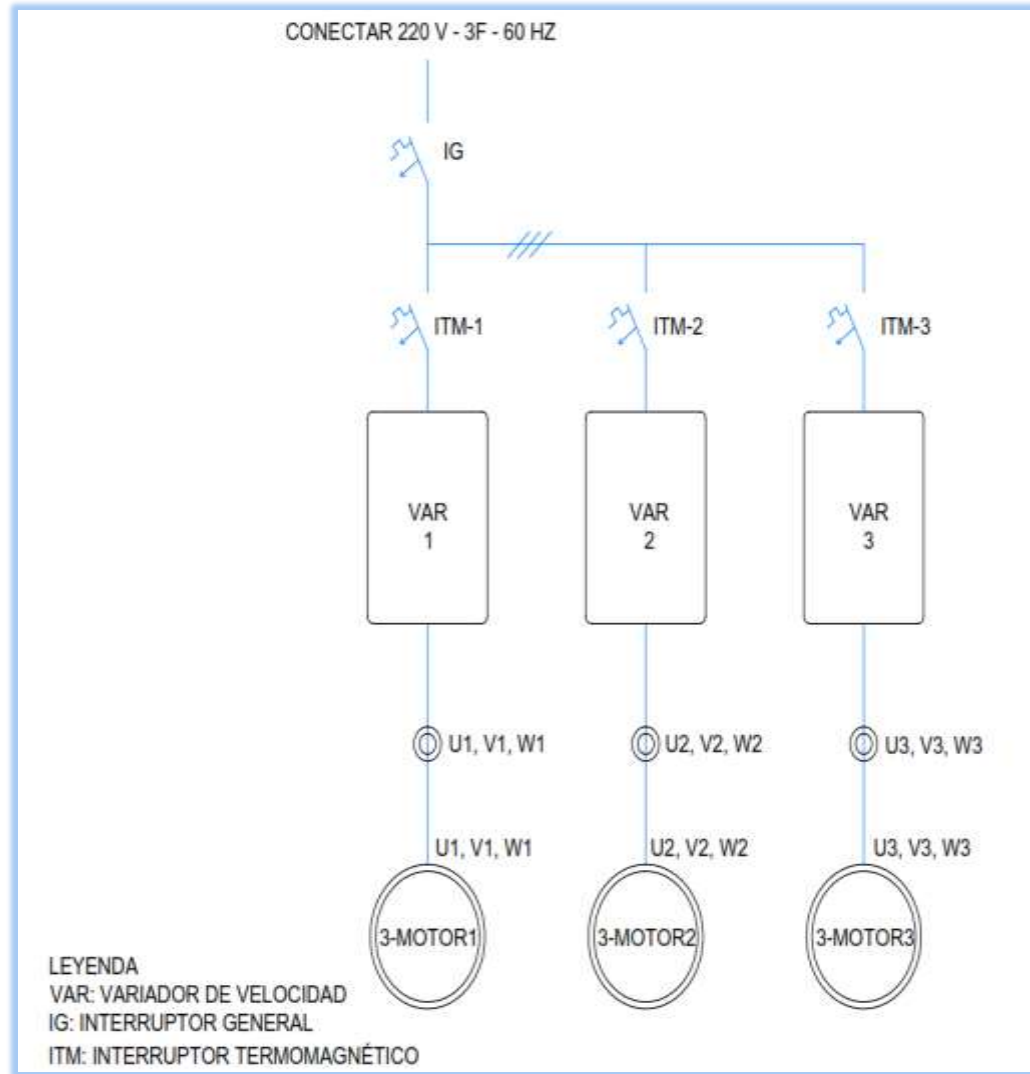 CONECTAR 220 V - 3F - 60 HZ
IG
ITM-1
ITM-2
ITM-3
VAR
1
VAR
2
VAR
3
U1, V1, W1
U2, V2, W2
U3, V3, W3
U1, V1, W1
U2, V2, W2
U3, V3, W3
3-MOTOR1
3-MOTOR2
3-MOTOR3
LEYENDA
VAR: VARIADOR DE VELOCIDAD
IG: INTERRUPTOR GENERAL
ITM: INTERRUPTOR TERMOMAGNÉTICO